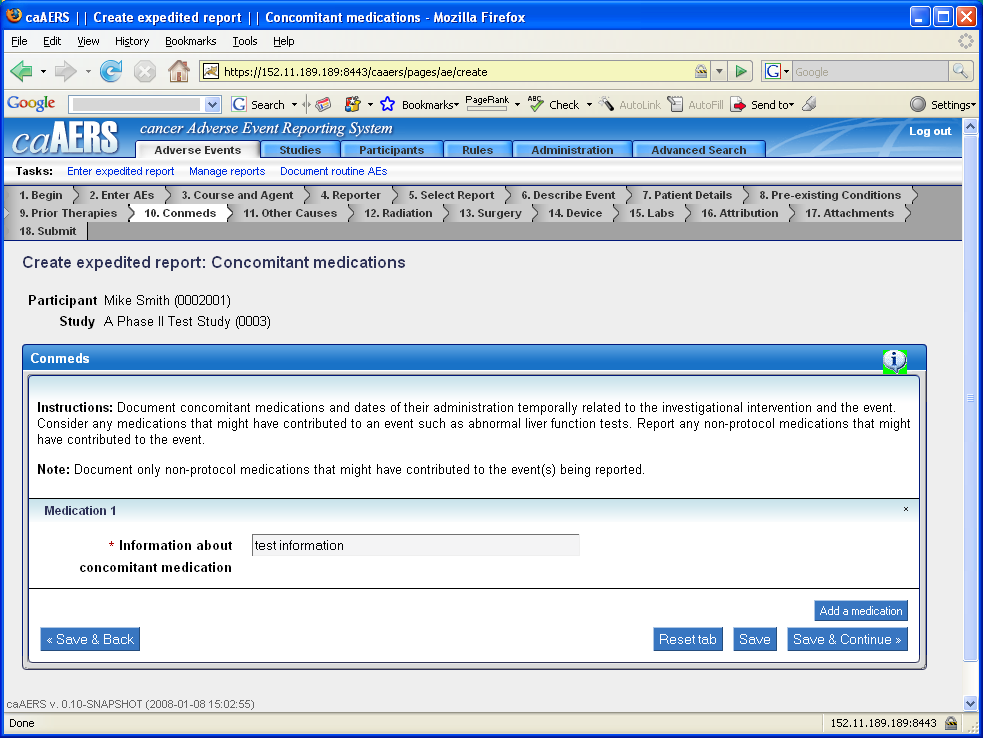 caAERS || Create expedited report || Concomitant medications - Mozilla Firefox
File Edit View History Bookmarks Tools Help
https://152.11.189.189:8443/caaers/pages/ae/create
G Google
Google G Search Bookmarks PageRank ABC Check AutoLink AutoFill Send to Settings
caAERS cancer Adverse Event Reporting System Log out
Adverse Events Studies Participants Rules Administration Advanced Search
Tasks: Enter expedited report Manage reports Document routine AEs
1. Begin 2. Enter AEs 3. Course and Agent 4. Reporter 5. Select Report 6. Describe Event 7. Patient Details 8. Pre-existing Conditions
9. Prior Therapies 10. Conmeds 11. Other Causes 12. Radiation 13. Surgery 14. Device 15. Labs 16. Attribution 17. Attachments
18. Submit
Create expedited report: Concomitant medications
Participant Mike Smith (0002001)
Study A Phase II Test Study (0003)
Conmeds i
Instructions: Document concomitant medications and dates of their administration temporally related to the investigational intervention and the event.
Consider any medications that might have contributed to an event such as abnormal liver function tests. Report any non-protocol medications that might
have contributed to the event.
Note: Document only non-protocol medications that might have contributed to the event(s) being reported.
Medication 1 ×
* Information about test information
concomitant medication
Add a medication
« Save & Back Reset tab Save Save & Continue »
caAERS v. 0.10-SNAPSHOT (2008-01-08 15:02:55)
Done 152.11.189.189:8443